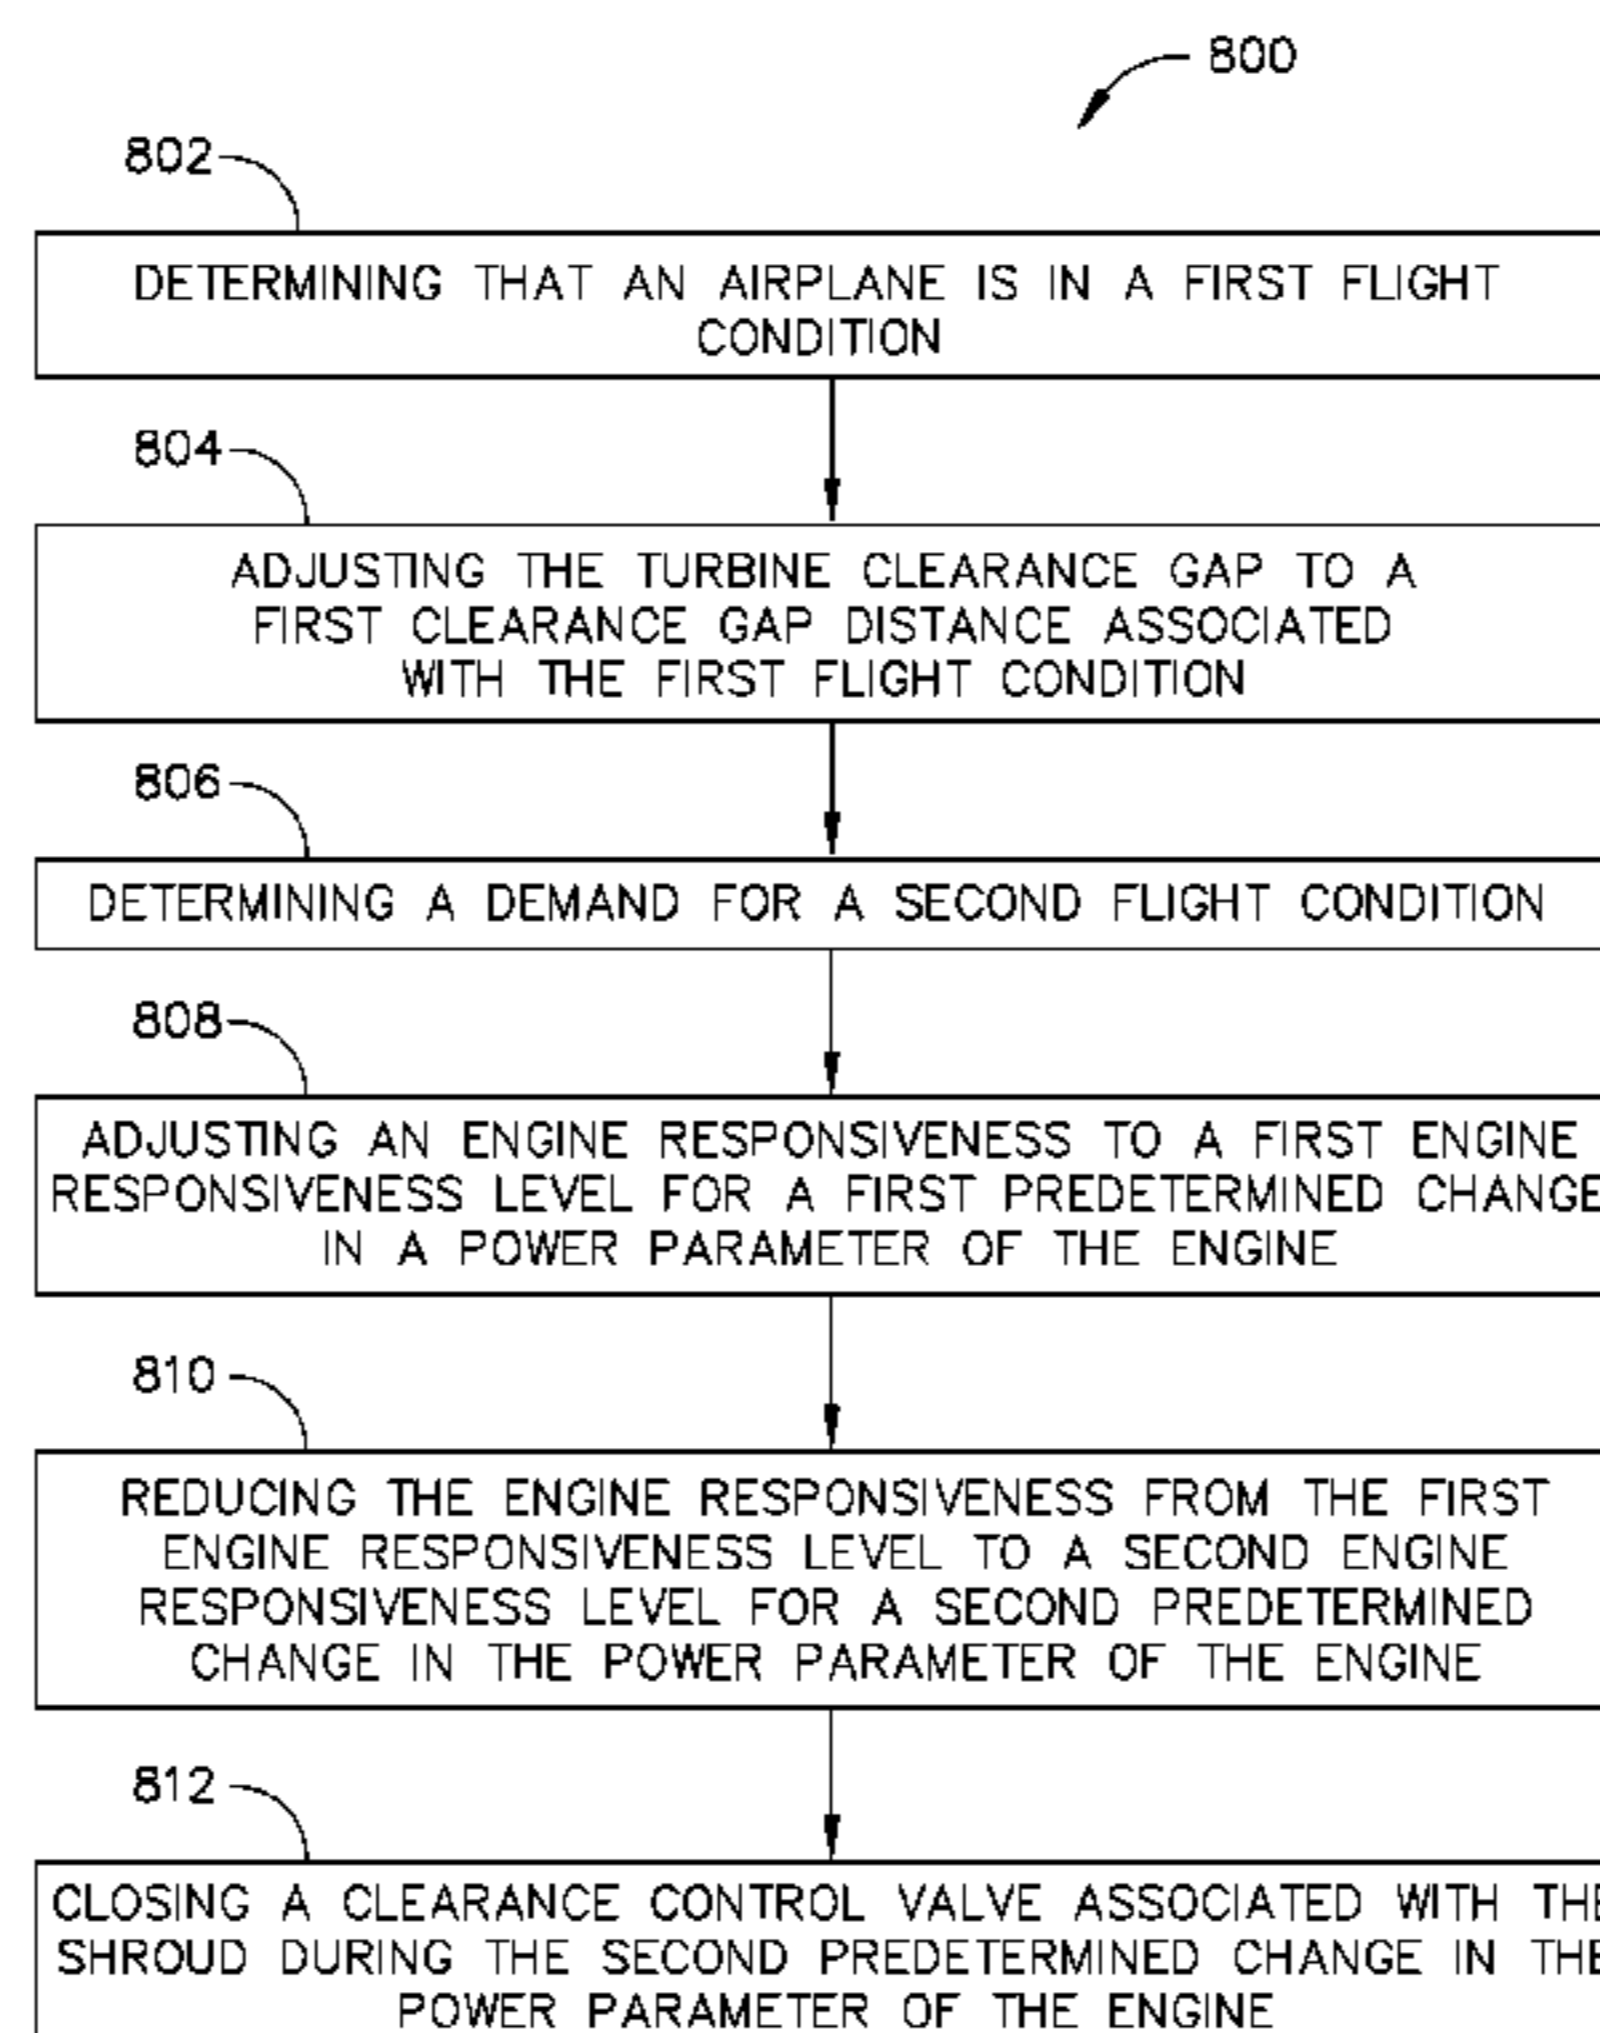 800
802
DETERMINING THAT AN AIRPLANE IS IN A FIRST FLIGHT
CONDITION
804
ADJUSTING THE TURBINE CLEARANCE GAP TO A
FIRST CLEARANCE GAP DISTANCE ASSOCIATED
WITH THE FIRST FLIGHT CONDITION
806
DETERMINING A DEMAND FOR A SECOND FLIGHT CONDITION
808
ADJUSTING AN ENGINE RESPONSIVENESS TO A FIRST ENGINE
RESPONSIVENESS LEVEL FOR A FIRST PREDETERMINED CHANGE
IN A POWER PARAMETER OF THE ENGINE
810
REDUCING THE ENGINE RESPONSIVENESS FROM THE FIRST
ENGINE RESPONSIVENESS LEVEL TO A SECOND ENGINE
RESPONSIVENESS LEVEL FOR A SECOND PREDETERMINED
CHANGE IN THE POWER PARAMETER OF THE ENGINE
812
CLOSING A CLEARANCE CONTROL VALVE ASSOCIATED WITH THE
SHROUD DURING THE SECOND PREDETERMINED CHANGE IN THE
POWER PARAMETER OF THE ENGINE